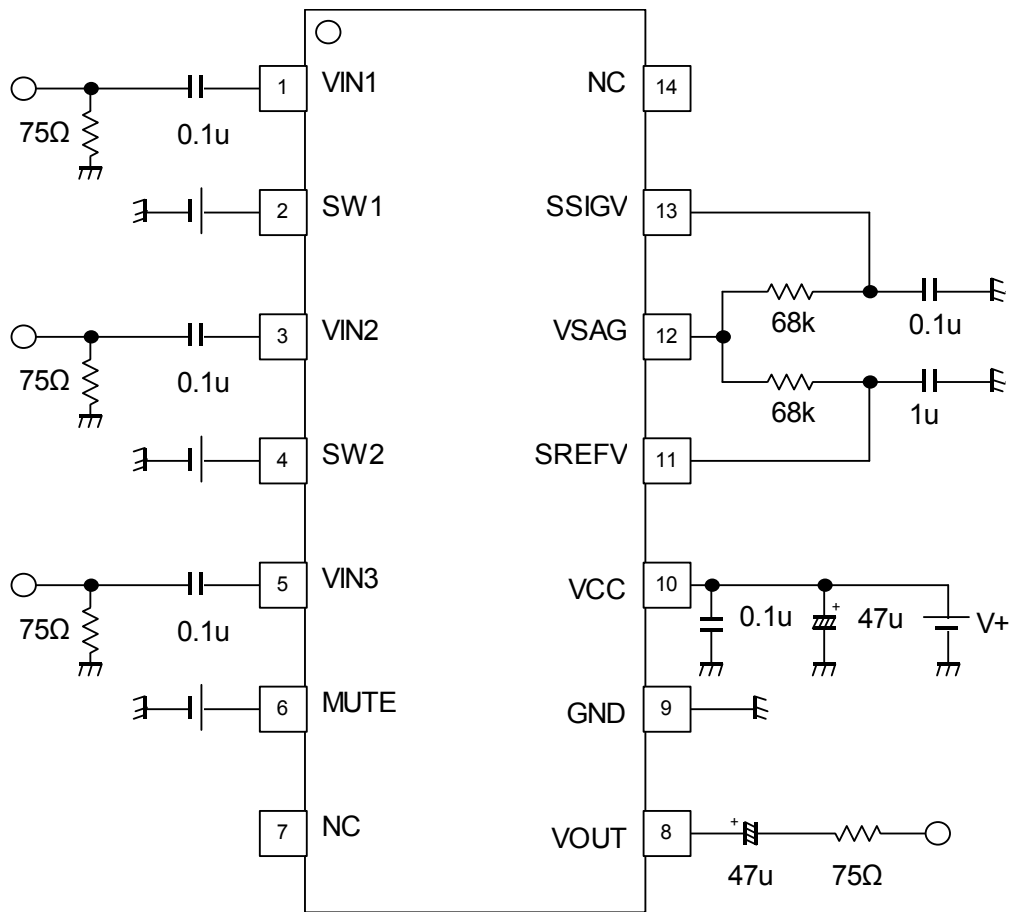 1 VIN1
75Ω
0.1u
2 SW1
3 VIN2
75Ω
0.1u
4 SW2
5 VIN3
75Ω
0.1u
6 MUTE
7 NC
NC 14
SSIGV 13
68k
0.1u
VSAG 12
68k
1u
SREFV 11
VCC 10
0.1u
+
47u
V+
GND 9
VOUT 8
+
47u
75Ω